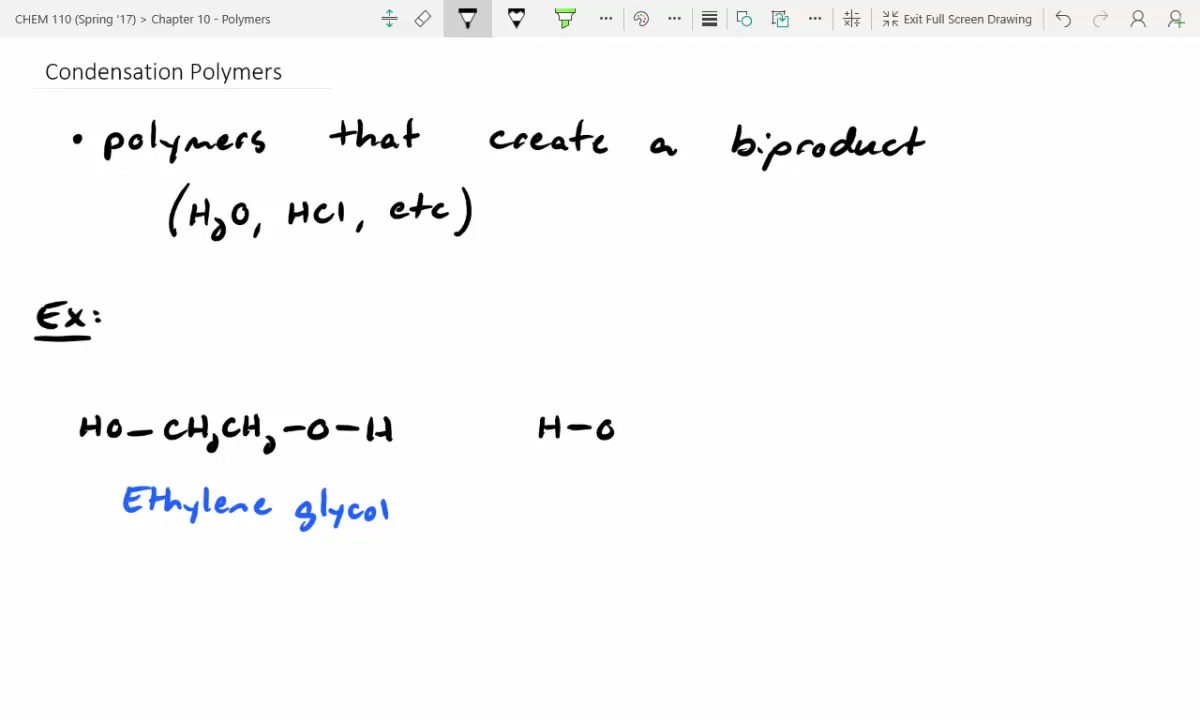 CHEM 110 (Spring '17) > Chapter 10 - Polymers
Exit Full Screen Drawing
Condensation Polymers
• polymers that create a biproduct
(H₂O, HCl, etc)
Ex:
HO–CH₂CH₂–O–H H–O
Ethylene glycol